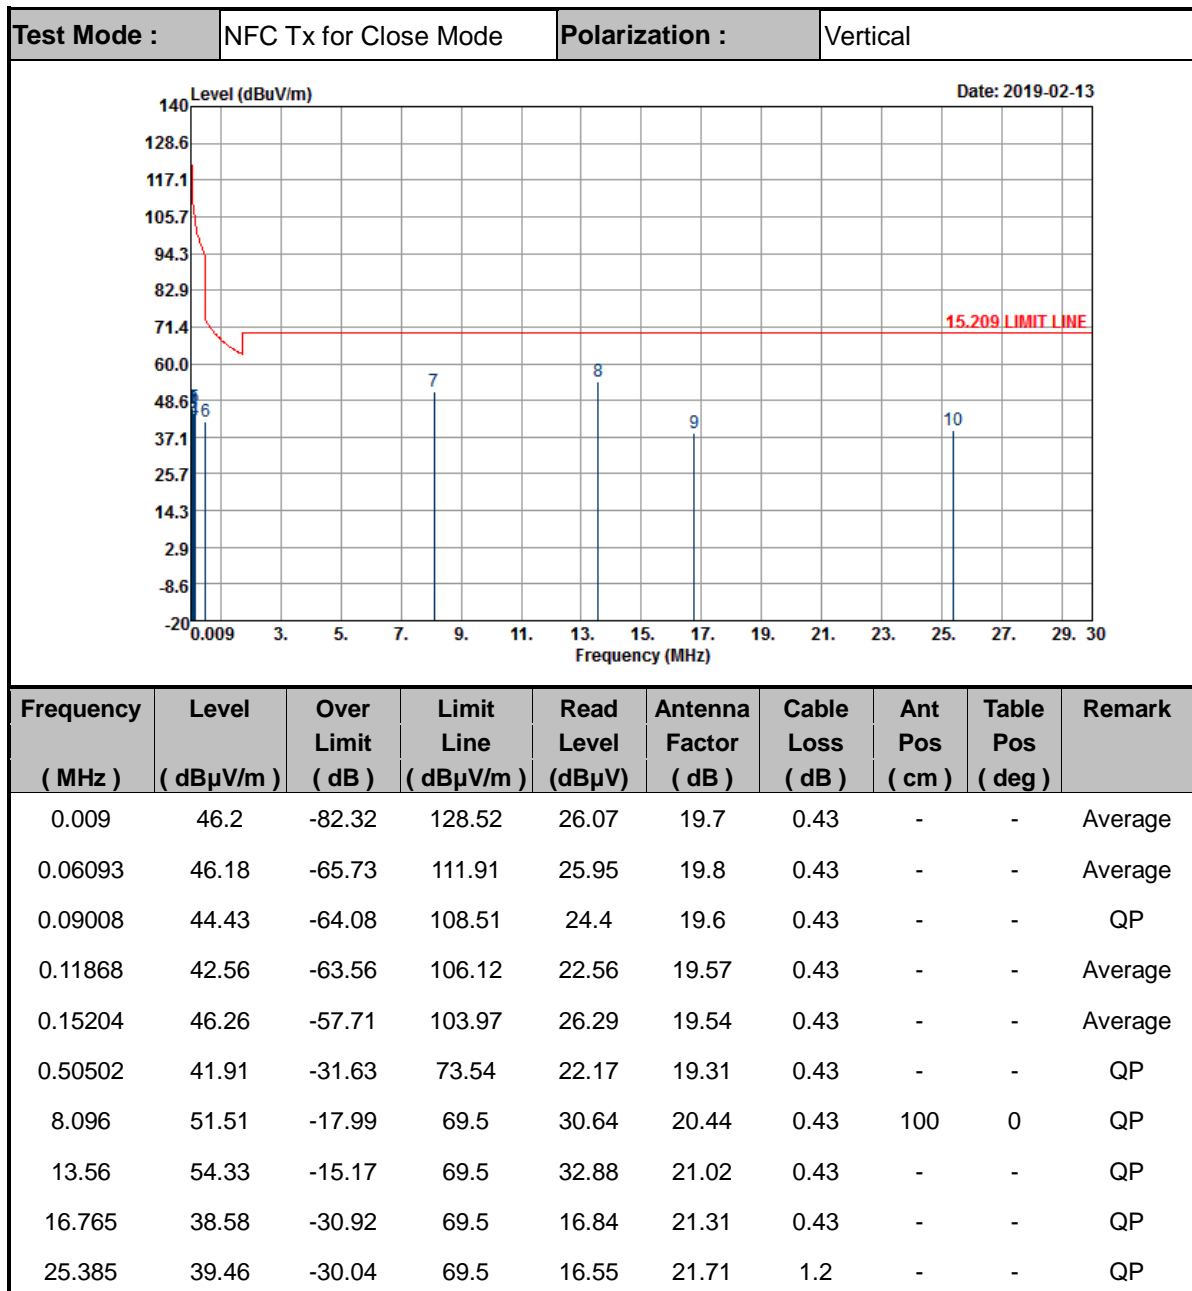 Test Mode : NFC Tx for Close Mode Polarization : Vertical
Level (dBuV/m) Date: 2019-02-13
140
128.6
117.1
105.7
94.3
82.9
71.4
60.0
48.6
37.1
25.7
14.3
2.9
-8.6
-20
15.209 LIMIT LINE
6
7
8
9
10
0.009 3. 5. 7. 9. 11. 13. 15. 17. 19. 21. 23. 25. 27. 29. 30
Frequency (MHz)
Frequency Level Over Limit Read Antenna Cable Ant Table Remark
Limit Line Level Factor Loss Pos Pos
( MHz ) ( dBµV/m ) ( dB ) ( dBµV/m ) (dBµV) ( dB ) ( dB ) ( cm ) ( deg )
0.009 46.2 -82.32 128.52 26.07 19.7 0.43 - - Average
0.06093 46.18 -65.73 111.91 25.95 19.8 0.43 - - Average
0.09008 44.43 -64.08 108.51 24.4 19.6 0.43 - - QP
0.11868 42.56 -63.56 106.12 22.56 19.57 0.43 - - Average
0.15204 46.26 -57.71 103.97 26.29 19.54 0.43 - - Average
0.50502 41.91 -31.63 73.54 22.17 19.31 0.43 - - QP
8.096 51.51 -17.99 69.5 30.64 20.44 0.43 100 0 QP
13.56 54.33 -15.17 69.5 32.88 21.02 0.43 - - QP
16.765 38.58 -30.92 69.5 16.84 21.31 0.43 - - QP
25.385 39.46 -30.04 69.5 16.55 21.71 1.2 - - QP